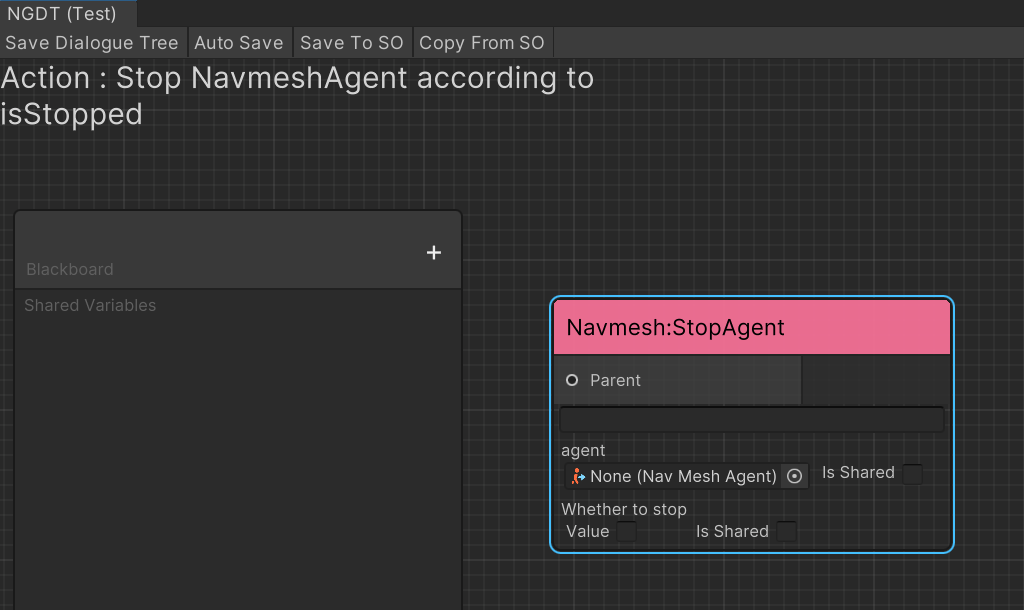 NGDT (Test)
Save Dialogue Tree Auto Save Save To SO Copy From SO
Action : Stop NavmeshAgent according to
isStopped
Blackboard
Shared Variables
Navmesh:StopAgent
Parent
agent
None (Nav Mesh Agent) Is Shared
Whether to stop
Value Is Shared